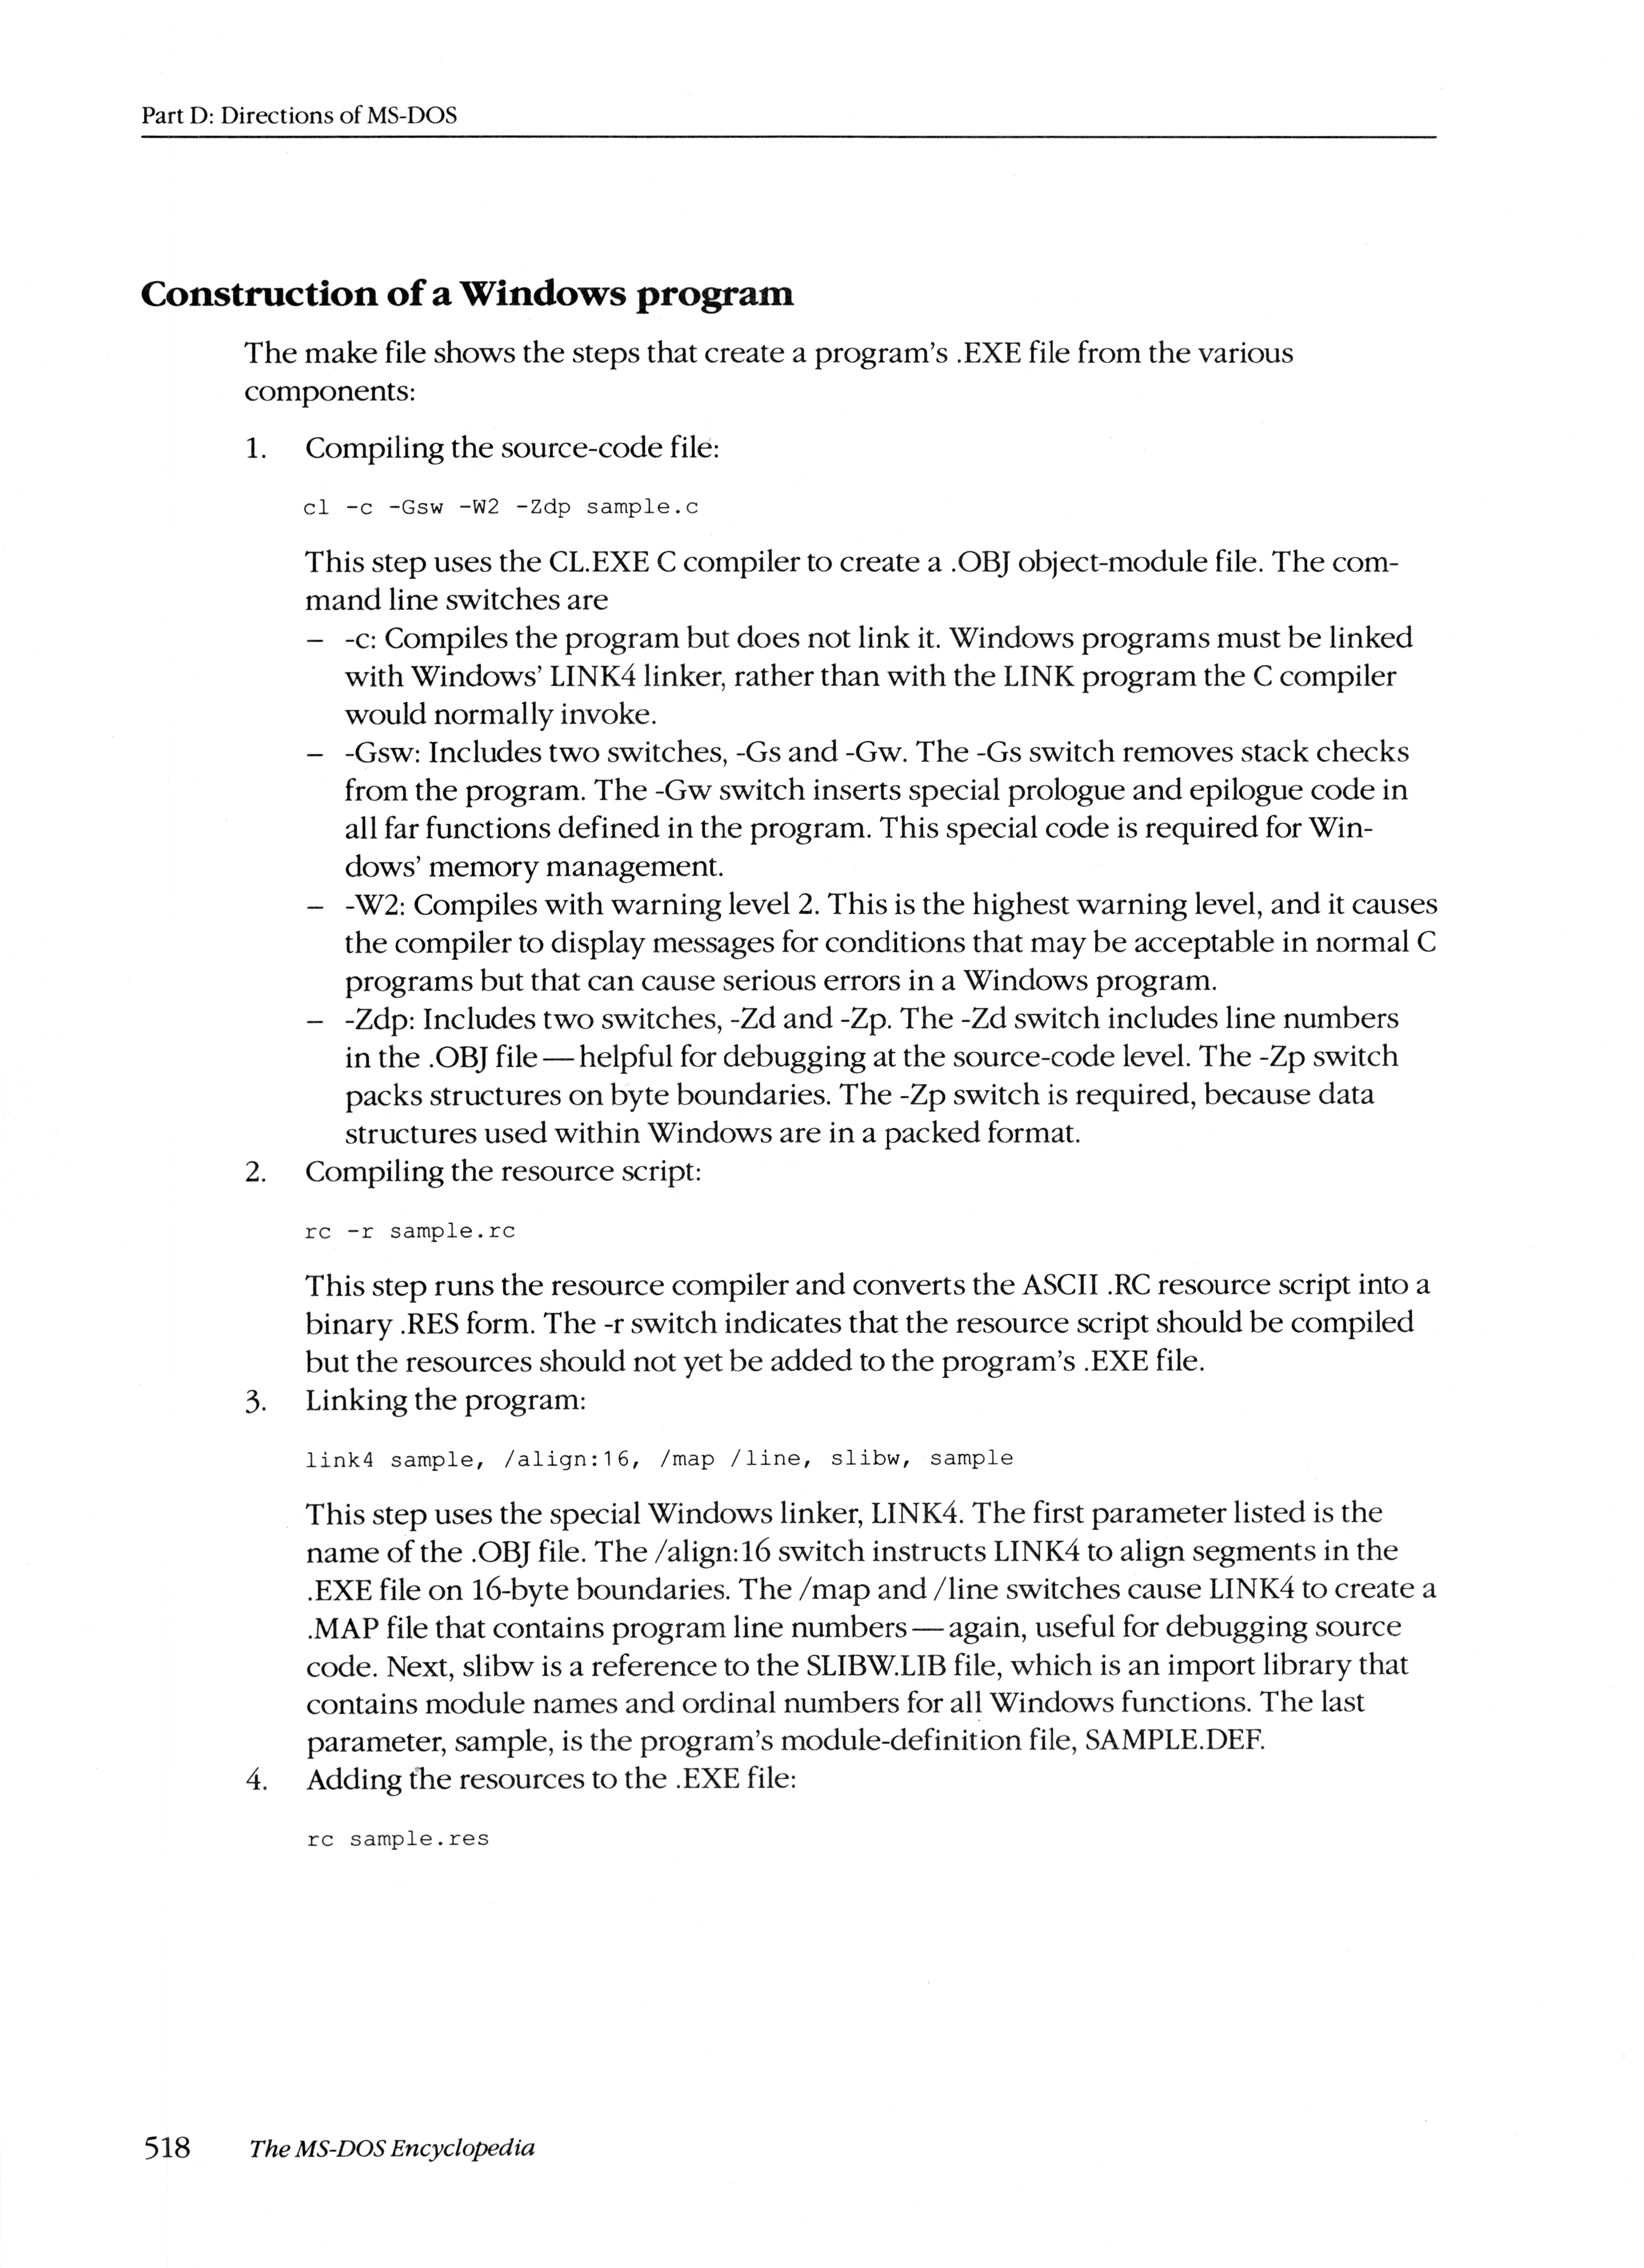 Part D: Directions of MS-DOS
Construction of a Windows program
The make file shows the steps that create a program's .EXE file from the various
components:
1. Compiling the source-code file:
cl -c -Gsw -W2 -Zdp sample.c
This step uses the CL.EXE C compiler to create a .OBJ object-module file. The com-
mand line switches are
– -c: Compiles the program but does not link it. Windows programs must be linked
with Windows' LINK4 linker, rather than with the LINK program the C compiler
would normally invoke.
– -Gsw: Includes two switches, -Gs and -Gw. The -Gs switch removes stack checks
from the program. The -Gw switch inserts special prologue and epilogue code in
all far functions defined in the program. This special code is required for Win-
dows' memory management.
– -W2: Compiles with warning level 2. This is the highest warning level, and it causes
the compiler to display messages for conditions that may be acceptable in normal C
programs but that can cause serious errors in a Windows program.
– -Zdp: Includes two switches, -Zd and -Zp. The -Zd switch includes line numbers
in the .OBJ file — helpful for debugging at the source-code level. The -Zp switch
packs structures on byte boundaries. The -Zp switch is required, because data
structures used within Windows are in a packed format.
2. Compiling the resource script:
rc -r sample.rc
This step runs the resource compiler and converts the ASCII .RC resource script into a
binary .RES form. The -r switch indicates that the resource script should be compiled
but the resources should not yet be added to the program's .EXE file.
3. Linking the program:
link4 sample, /align:16, /map /line, slibw, sample
This step uses the special Windows linker, LINK4. The first parameter listed is the
name of the .OBJ file. The /align:16 switch instructs LINK4 to align segments in the
.EXE file on 16-byte boundaries. The /map and /line switches cause LINK4 to create a
.MAP file that contains program line numbers — again, useful for debugging source
code. Next, slibw is a reference to the SLIBW.LIB file, which is an import library that
contains module names and ordinal numbers for all Windows functions. The last
parameter, sample, is the program's module-definition file, SAMPLE.DEF.
4. Adding the resources to the .EXE file:
rc sample.res
518 The MS-DOS Encyclopedia